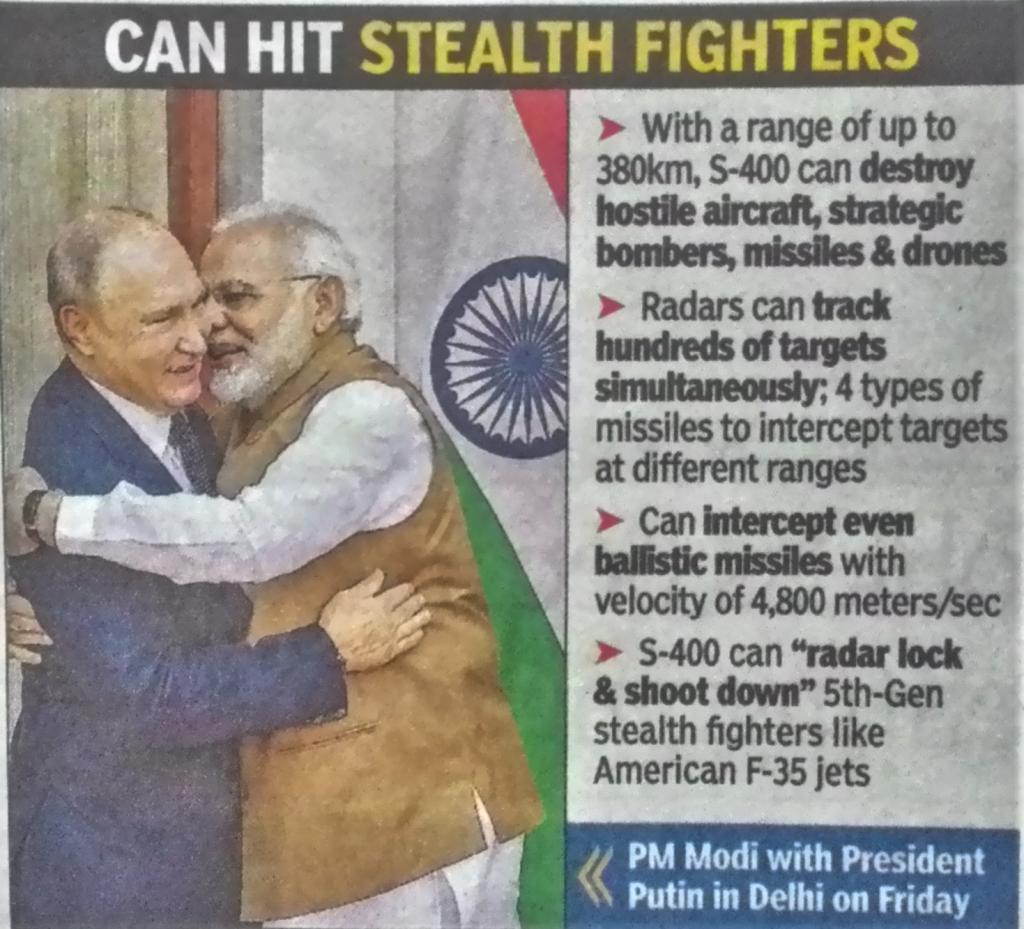 CAN HIT STEALTH FIGHTERS
➤ With a range of up to
380km, S-400 can destroy
hostile aircraft, strategic
bombers, missiles & drones
➤ Radars can track
hundreds of targets
simultaneously; 4 types of
missiles to intercept targets
at different ranges
➤ Can intercept even
ballistic missiles with
velocity of 4,800 meters/sec
➤ S-400 can “radar lock
& shoot down” 5th-Gen
stealth fighters like
American F-35 jets
PM Modi with President
Putin in Delhi on Friday